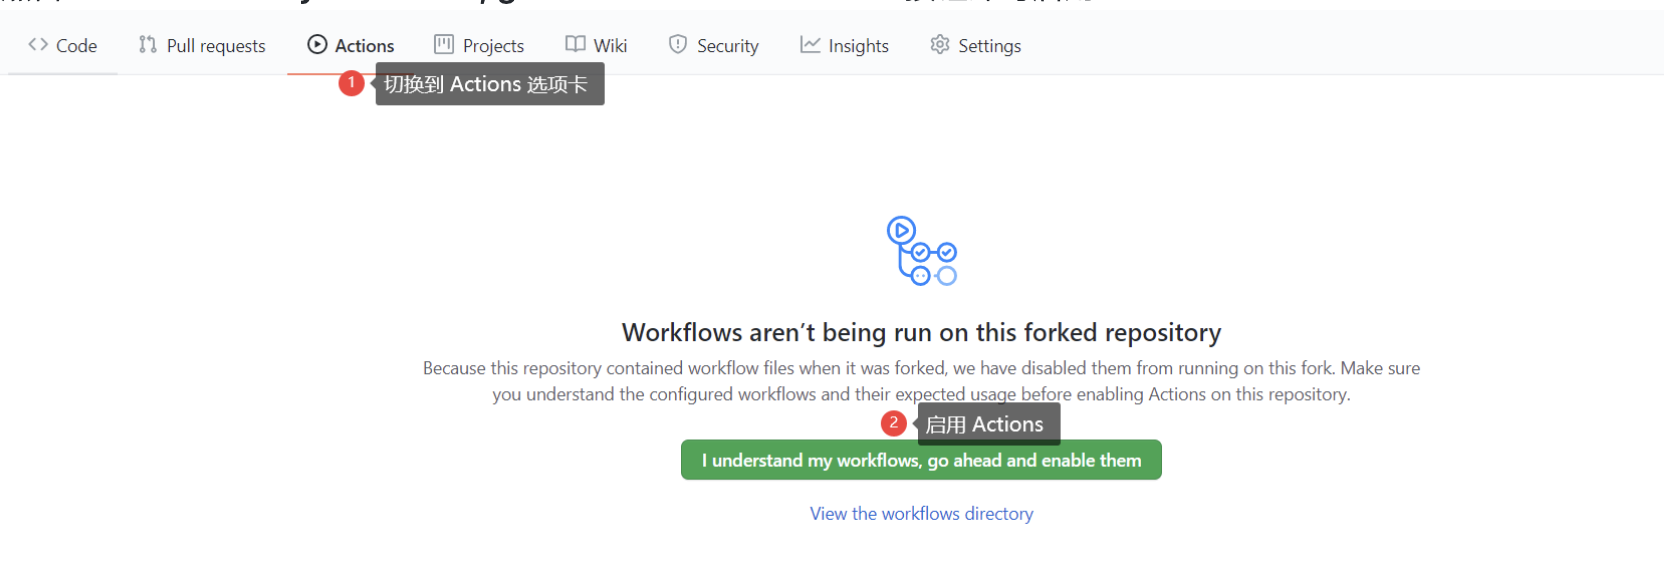 Code Pull requests Actions Projects Wiki Security Insights Settings
1 切换到 Actions 选项卡
Workflows aren’t being run on this forked repository
Because this repository contained workflow files when it was forked, we have disabled them from running on this fork. Make sure
you understand the configured workflows and their expected usage before enabling Actions on this repository.
2 启用 Actions
I understand my workflows, go ahead and enable them
View the workflows directory